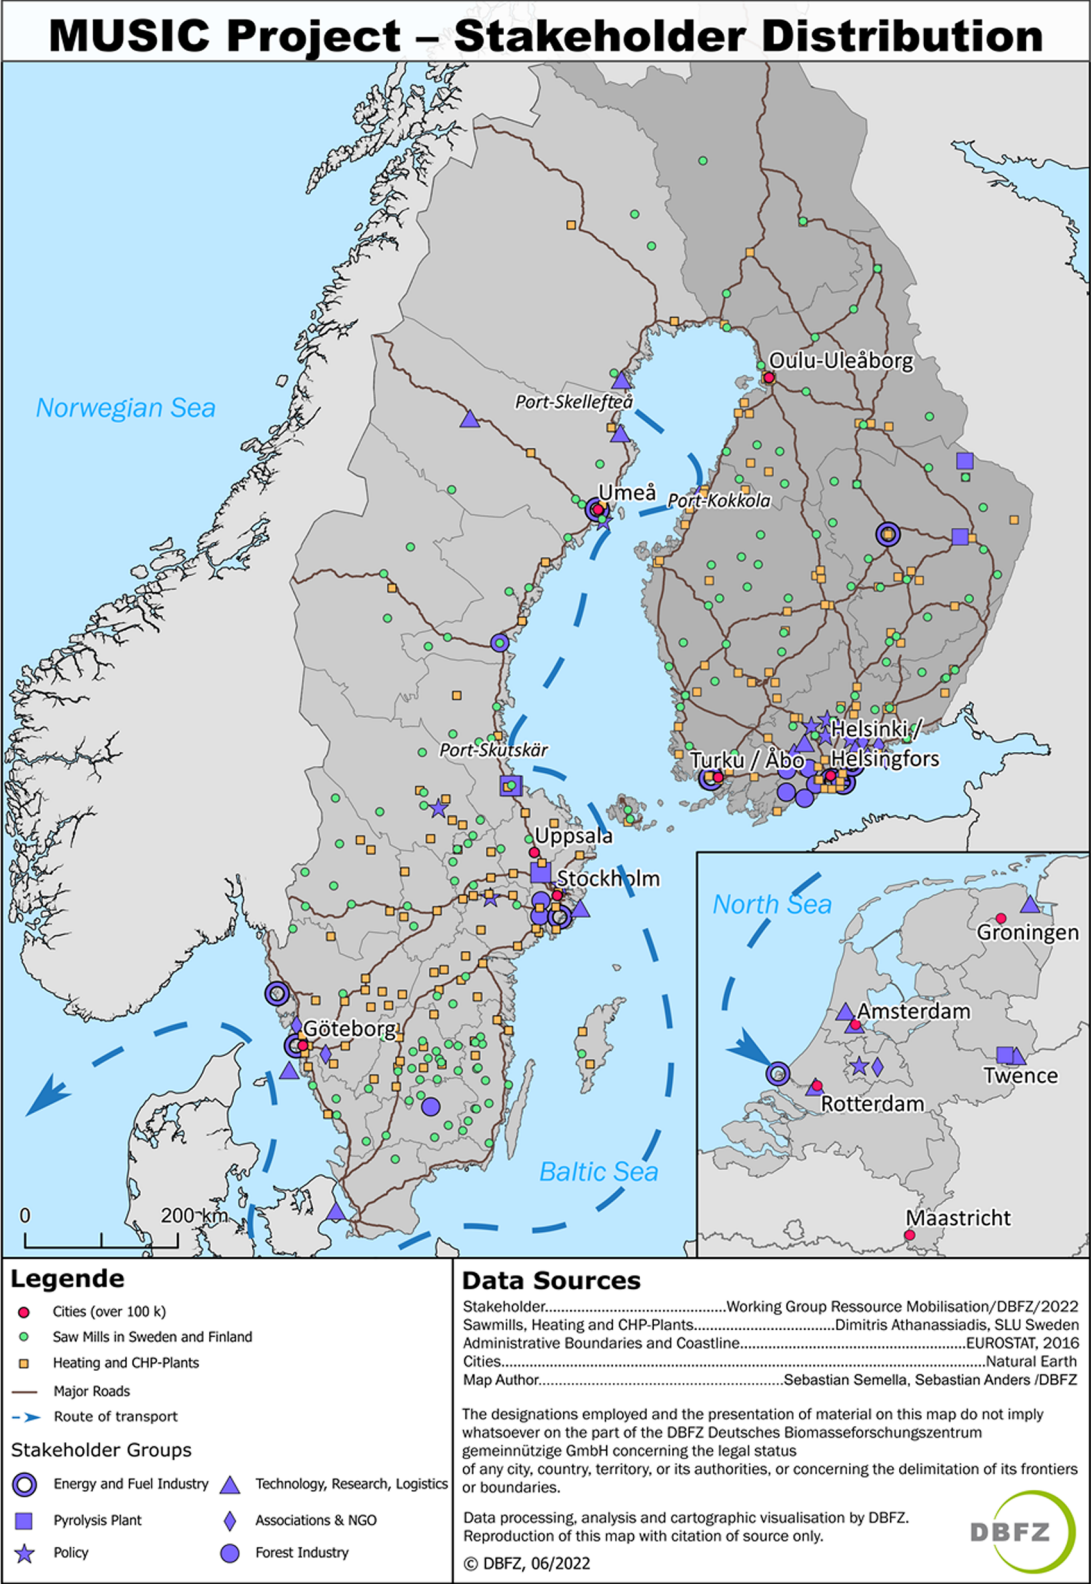 MUSIC Project – Stakeholder Distribution
Norwegian Sea
Oulu-Uleåborg
Port-Skellefteå
Umeå
Port-Kokkola
Port-Skutskär
Helsinki /
Helsingfors
Turku / Åbo
Uppsala
Stockholm
Göteborg
Baltic Sea
0
200 km
North Sea
Groningen
Amsterdam
Twence
Rotterdam
Maastricht
Legende
Cities (over 100 k)
Saw Mills in Sweden and Finland
Heating and CHP-Plants
Major Roads
Route of transport
Stakeholder Groups
Energy and Fuel Industry
Technology, Research, Logistics
Pyrolysis Plant
Associations & NGO
Policy
Forest Industry
Data Sources
Stakeholder..............................................Working Group Ressource Mobilisation/DBFZ/2022
Sawmills, Heating and CHP-Plants....................................Dimitris Athanassiadis, SLU Sweden
Administrative Boundaries and Coastline..........................................................EUROSTAT, 2016
Cities.........................................................................................................................Natural Earth
Map Author..............................................................Sebastian Semella, Sebastian Anders /DBFZ
The designations employed and the presentation of material on this map do not imply
whatsoever on the part of the DBFZ Deutsches Biomasseforschungszentrum
gemeinnützige GmbH concerning the legal status
of any city, country, territory, or its authorities, or concerning the delimitation of its frontiers
or boundaries.
Data processing, analysis and cartographic visualisation by DBFZ.
Reproduction of this map with citation of source only.
© DBFZ, 06/2022
DBFZ